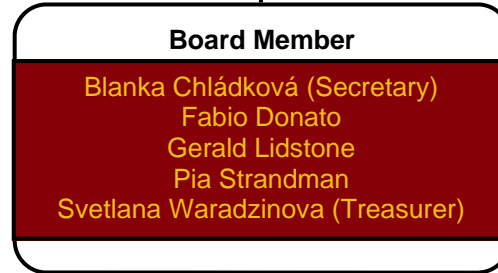 Board Member
Blanka Chládková (Secretary)
Fabio Donato
Gerald Lidstone
Pia Strandman
Svetlana Waradzinova (Treasurer)